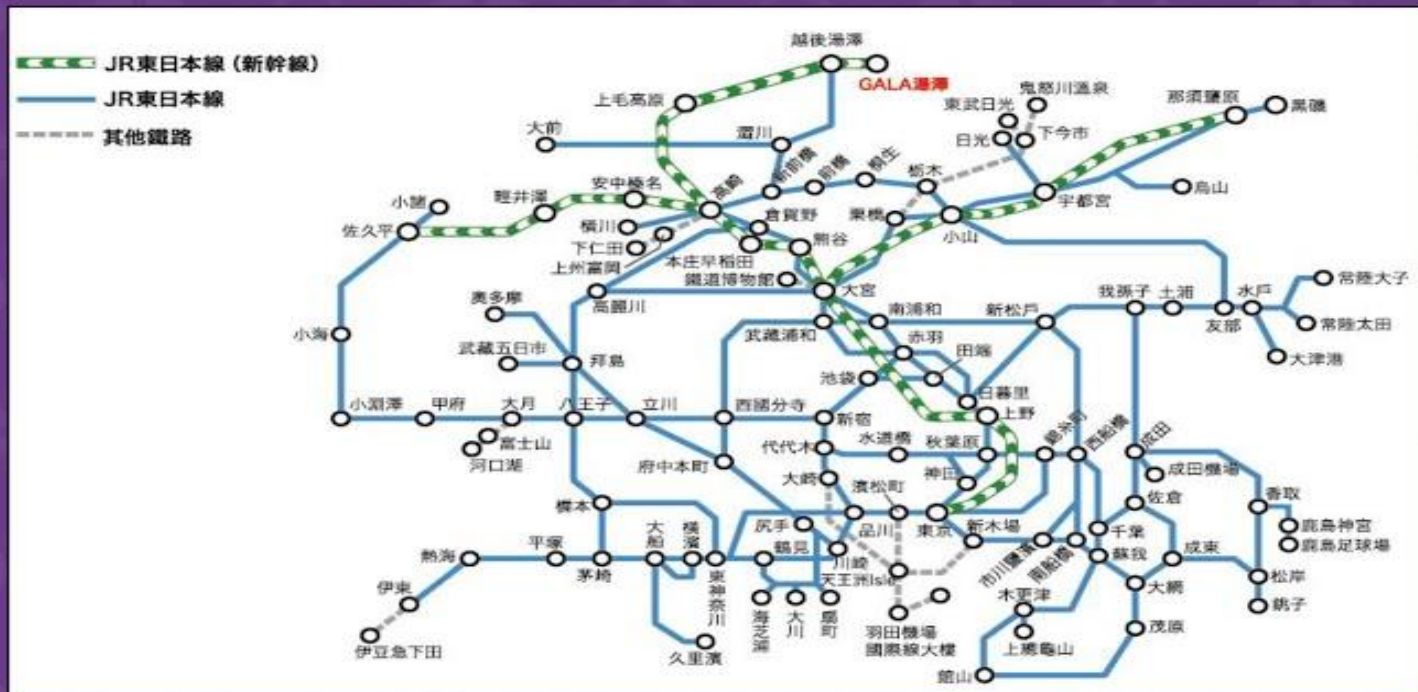 JR東日本線（新幹線）
JR東日本線
其他鐵路
越後湯澤
GALA湯澤
上毛高原
大前
澀川
新前橋
前橋
桐生
栃木
東武日光
鬼怒川溫泉
日光
下今市
那須鹽原
黑磯
烏山
宇都宮
小山
栗橋
小諸
輕井澤
安中榛名
高崎
佐久平
橫川
下仁田
上州富岡
倉賀野
本庄早稻田
熊谷
鐵道博物館
大宮
高麗川
奧多摩
武藏五日市
拜島
小海
武藏浦和
南浦和
新松戶
我孫子
土浦
友部
水戶
常陸大子
常陸太田
大津港
赤羽
田端
池袋
日暮里
上野
小淵澤
甲府
大月
八王子
立川
西國分寺
新宿
富士山
河口湖
府中本町
代代木
水道橋
秋葉原
錦糸町
西船橋
成田
成田機場
神田
大崎
濱松町
佐倉
香取
鹿島神宮
鹿島足球場
橋本
尻手
品川
東京
新木場
市川鹽濱
南船橋
千葉
蘇我
成東
大網
松岸
銚子
熱海
平塚
茅崎
大船
橫濱
東神奈川
鶴見
川崎
天王洲Isle
伊東
伊豆急下田
久里濱
海芝浦
大川
扇町
羽田機場
國際線大樓
木更津
上總龜山
茂原
館山